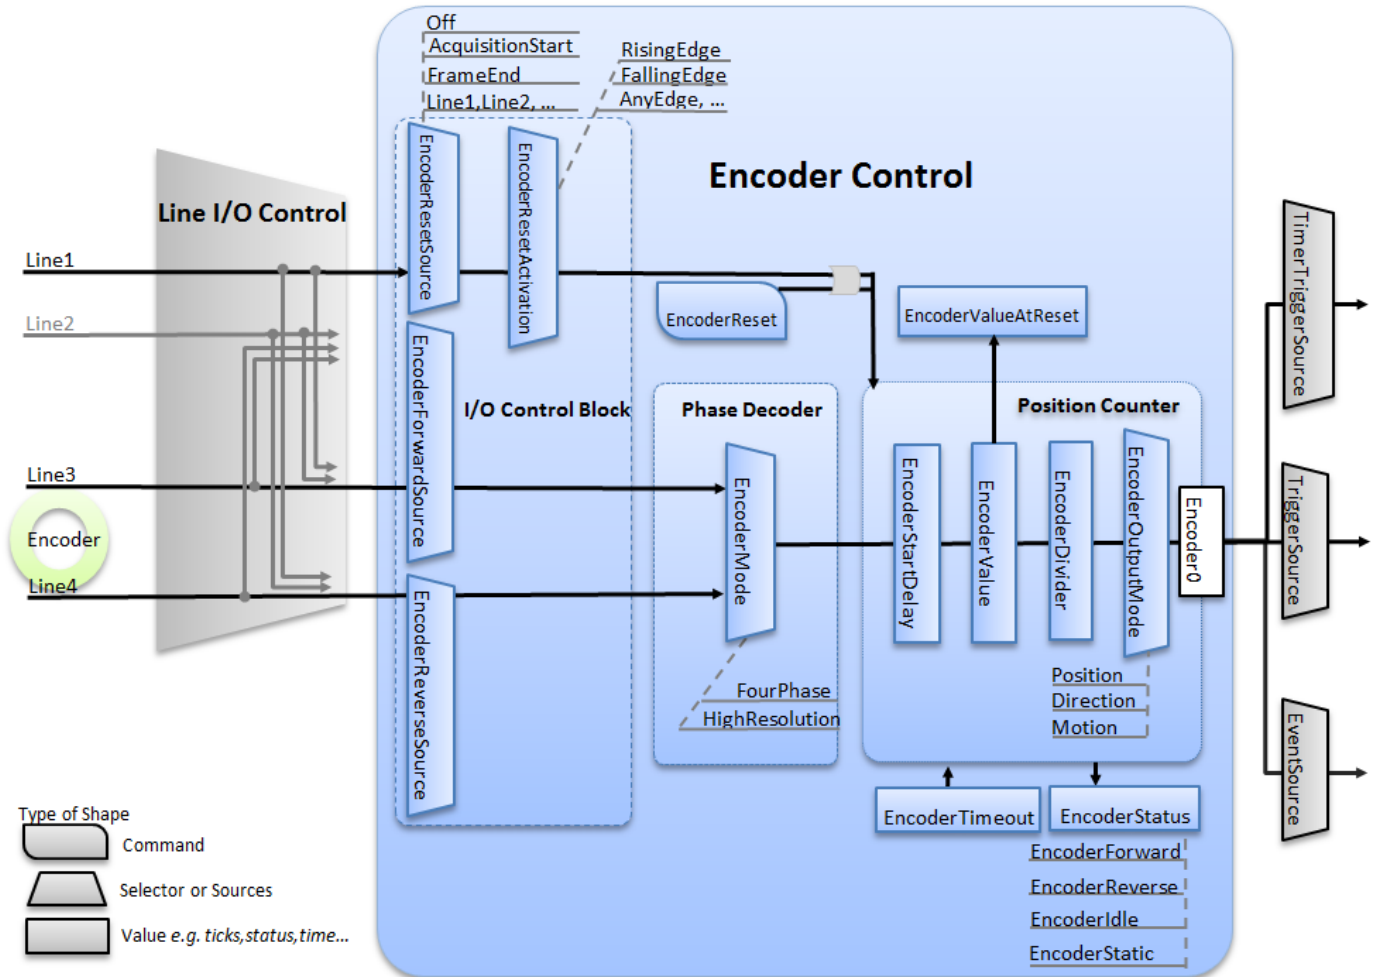 Off
AcquisitionStart
FrameEnd
Line1,Line2, ...
RisingEdge
FallingEdge
AnyEdge, ...
Encoder Control
Line I/O Control
Line1
Line2
Line3
Encoder
Line4
EncoderResetSource
EncoderResetActivation
EncoderForwardSource
EncoderReverseSource
I/O Control Block
EncoderReset
EncoderValueAtReset
Phase Decoder
EncoderMode
FourPhase
HighResolution
Position Counter
EncoderStartDelay
EncoderValue
EncoderDivider
EncoderOutputMode
Encoder0
Position
Direction
Motion
EncoderTimeout
EncoderStatus
EncoderForward
EncoderReverse
EncoderIdle
EncoderStatic
TimerTriggerSource
TriggerSource
EventSource
Type of Shape
Command
Selector or Sources
Value e.g. ticks,status,time...